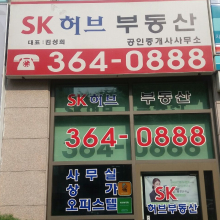 SK 허브 부동산
대표: 김성희
공인중개사사무소
☎ 364-0888
SK 허브 부동산
364-0888
사무실
상가
오피스텔
SK
허브부동산